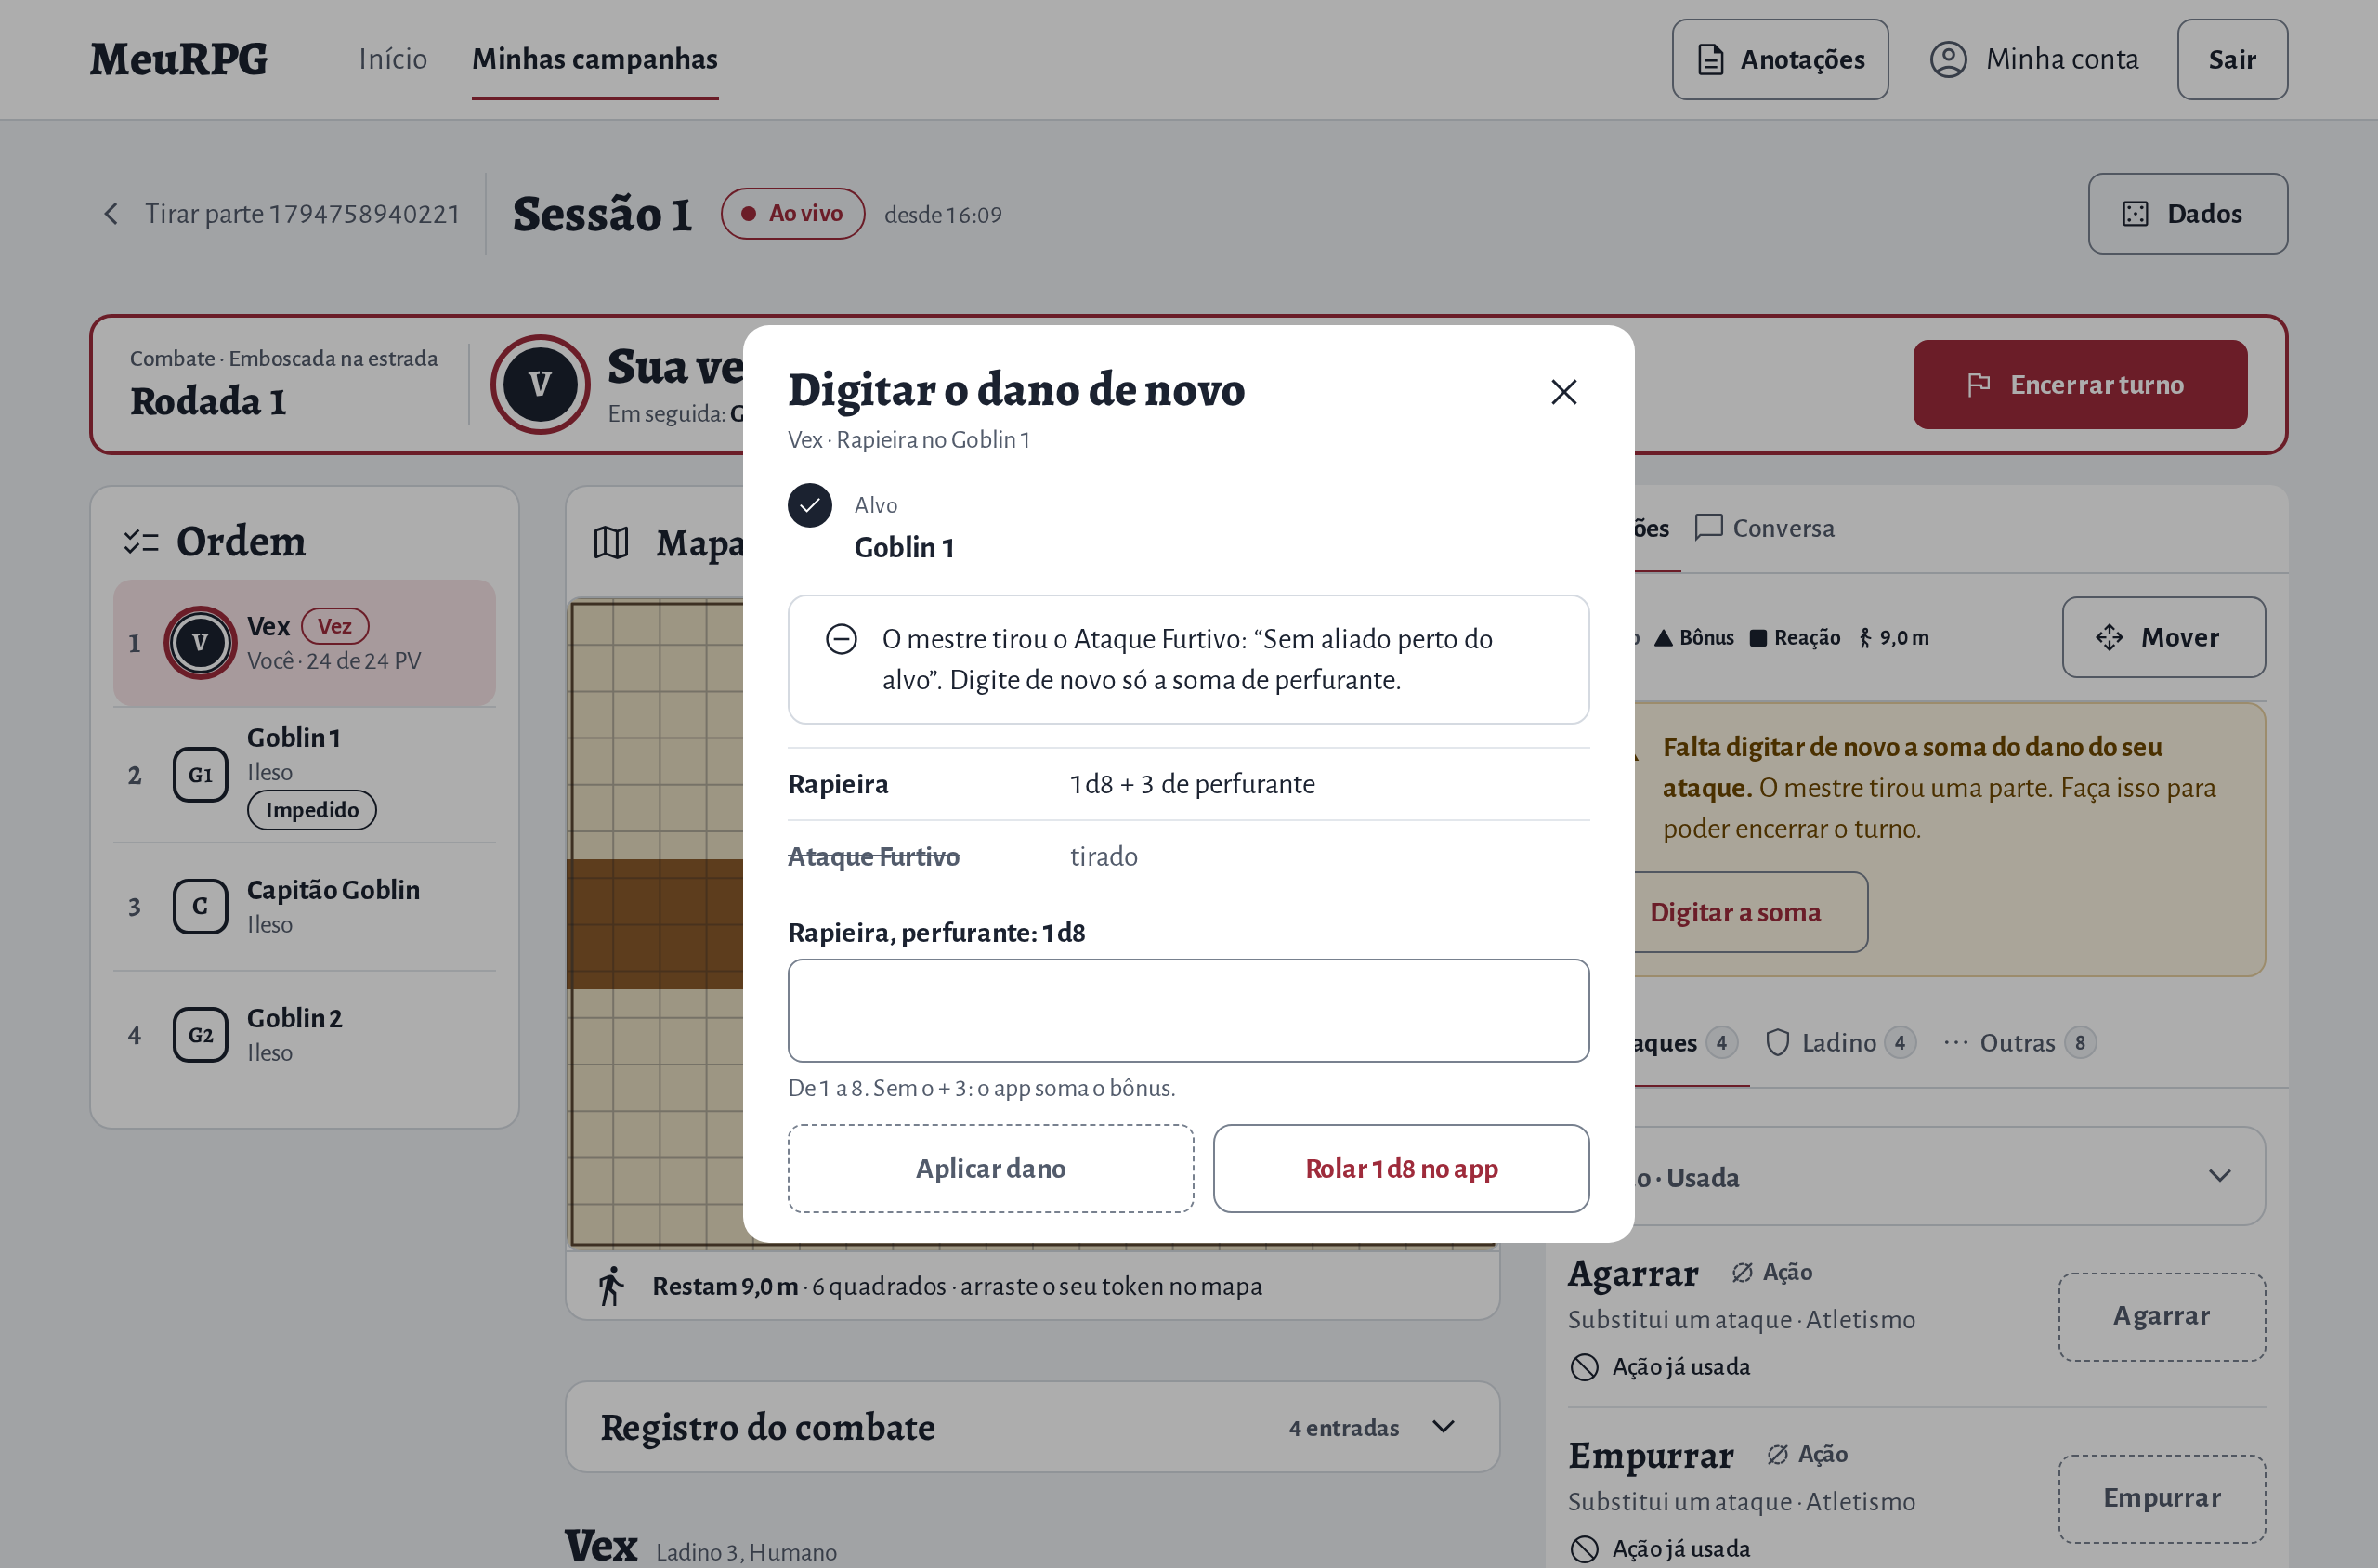 MeuRPG
Início
Minhas campanhas
Anotações
Minha conta
Sair
Tirar parte 1794758940221
Sessão 1
Ao vivo
desde 16:09
Dados
Combate · Emboscada na estrada
Rodada 1
V
Sua ve
Em seguida: G
Encerrar turno
Ordem
1
V
Vex
Vez
Você · 24 de 24 PV
2
G1
Goblin 1
Ileso
Impedido
3
C
Capitão Goblin
Ileso
4
G2
Goblin 2
Ileso
Mapa
Restam 9,0 m · 6 quadrados · arraste o seu token no mapa
Registro do combate
4 entradas
Vex
Ladino 3, Humano
Digitar o dano de novo
Vex · Rapieira no Goblin 1
Alvo
Goblin 1
O mestre tirou o Ataque Furtivo: “Sem aliado perto do
alvo”. Digite de novo só a soma de perfurante.
Rapieira
1d8 + 3 de perfurante
Ataque Furtivo
tirado
Rapieira, perfurante: 1d8
De 1 a 8. Sem o + 3: o app soma o bônus.
Aplicar dano
Rolar 1d8 no app
ões
Conversa
o
Bônus
Reação
9,0 m
Mover
Falta digitar de novo a soma do dano do seu
ataque. O mestre tirou uma parte. Faça isso para
poder encerrar o turno.
Digitar a soma
aques 4
Ladino 4
Outras 8
o · Usada
Agarrar
Ação
Substitui um ataque · Atletismo
Ação já usada
Agarrar
Empurrar
Ação
Substitui um ataque · Atletismo
Ação já usada
Empurrar